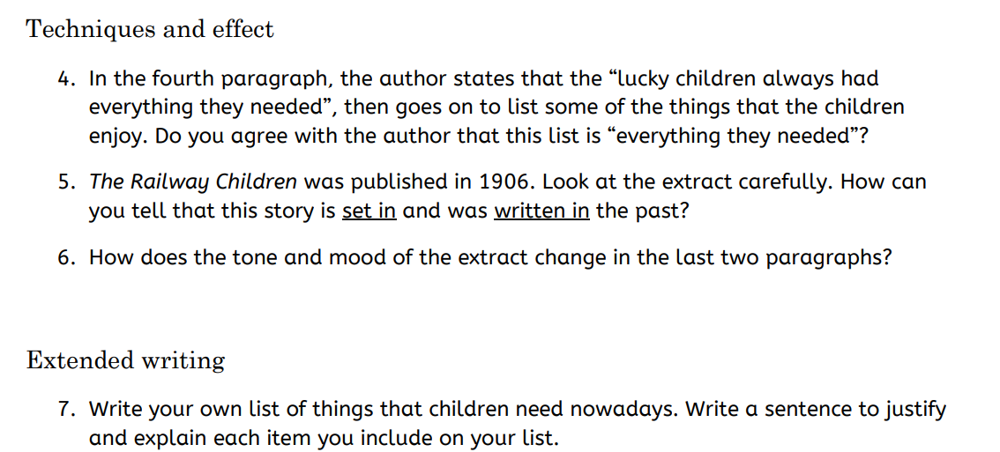 Techniques and effect
4. In the fourth paragraph, the author states that the “lucky children always had
everything they needed”, then goes on to list some of the things that the children
enjoy. Do you agree with the author that this list is “everything they needed”?
5. The Railway Children was published in 1906. Look at the extract carefully. How can
you tell that this story is set in and was written in the past?
6. How does the tone and mood of the extract change in the last two paragraphs?
Extended writing
7. Write your own list of things that children need nowadays. Write a sentence to justify
and explain each item you include on your list.